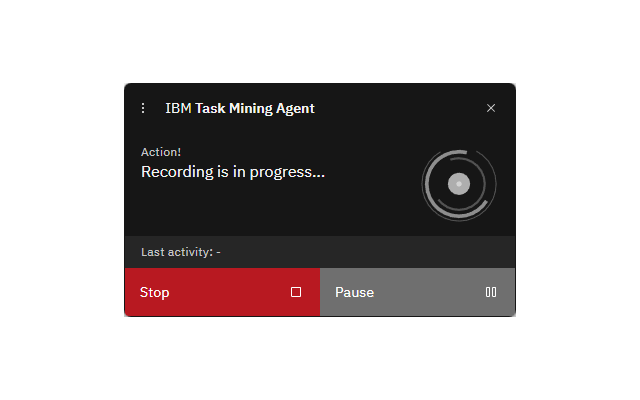 IBM Task Mining Agent
Action!
Recording is in progress...
Last activity: -
Stop
Pause